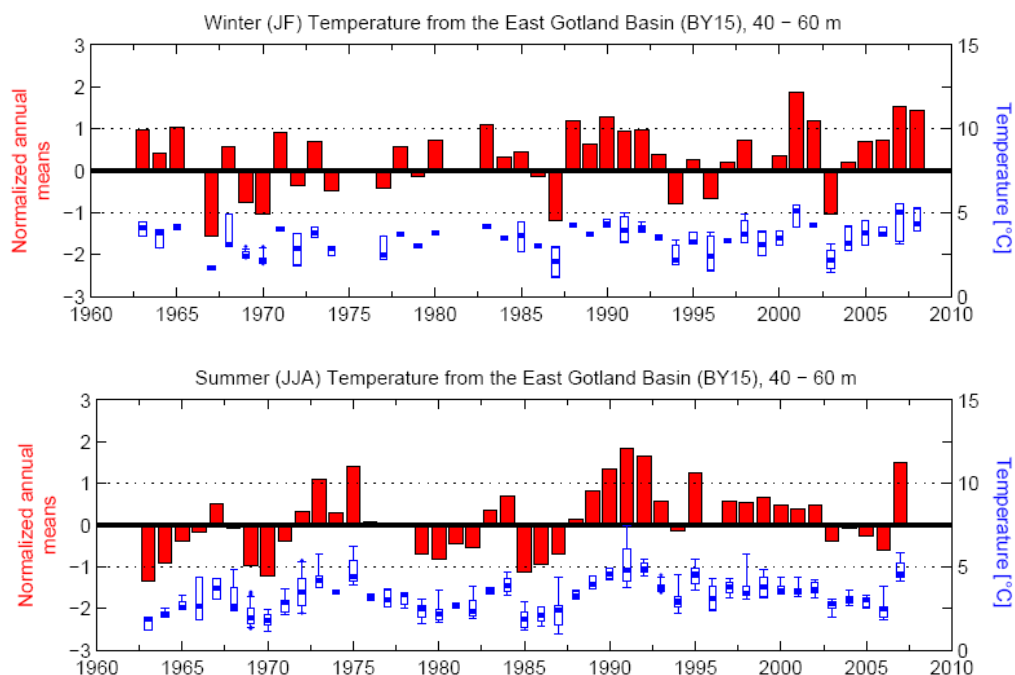 Winter (JF) Temperature from the East Gotland Basin (BY15), 40 − 60 m
3
2
1
0
−1
−2
−3
Normalized annual
means
15
10
5
0
Temperature [°C]
1960 1965 1970 1975 1980 1985 1990 1995 2000 2005 2010
Summer (JJA) Temperature from the East Gotland Basin (BY15), 40 − 60 m
3
2
1
0
−1
−2
−3
Normalized annual
means
15
10
5
0
Temperature [°C]
1960 1965 1970 1975 1980 1985 1990 1995 2000 2005 2010